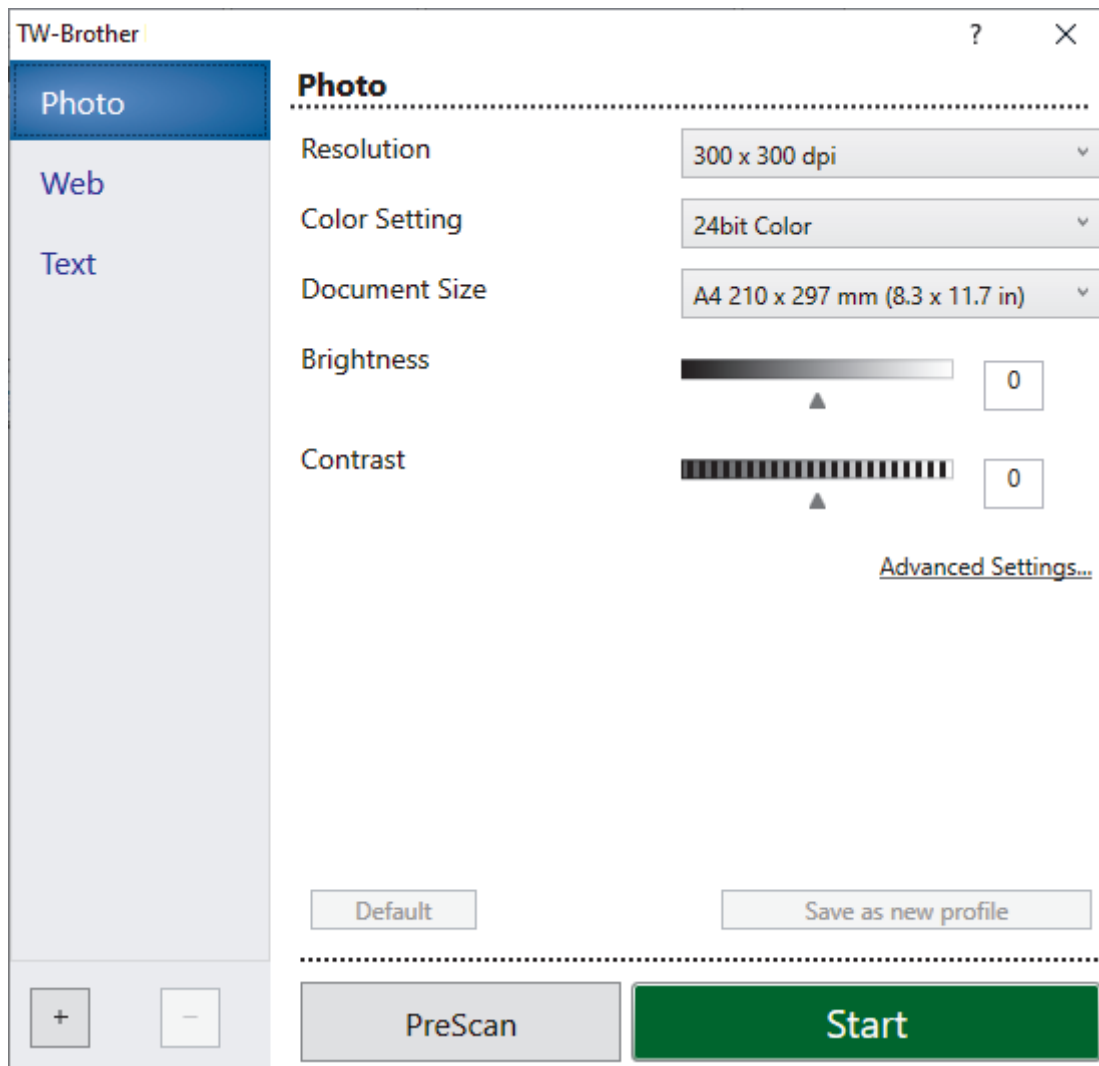 TW-Brother
?
Photo
Web
Text
Photo
Resolution
300 x 300 dpi
Color Setting
24bit Color
Document Size
A4 210 x 297 mm (8.3 x 11.7 in)
Brightness
0
Contrast
0
Advanced Settings...
Default
Save as new profile
+
−
PreScan
Start